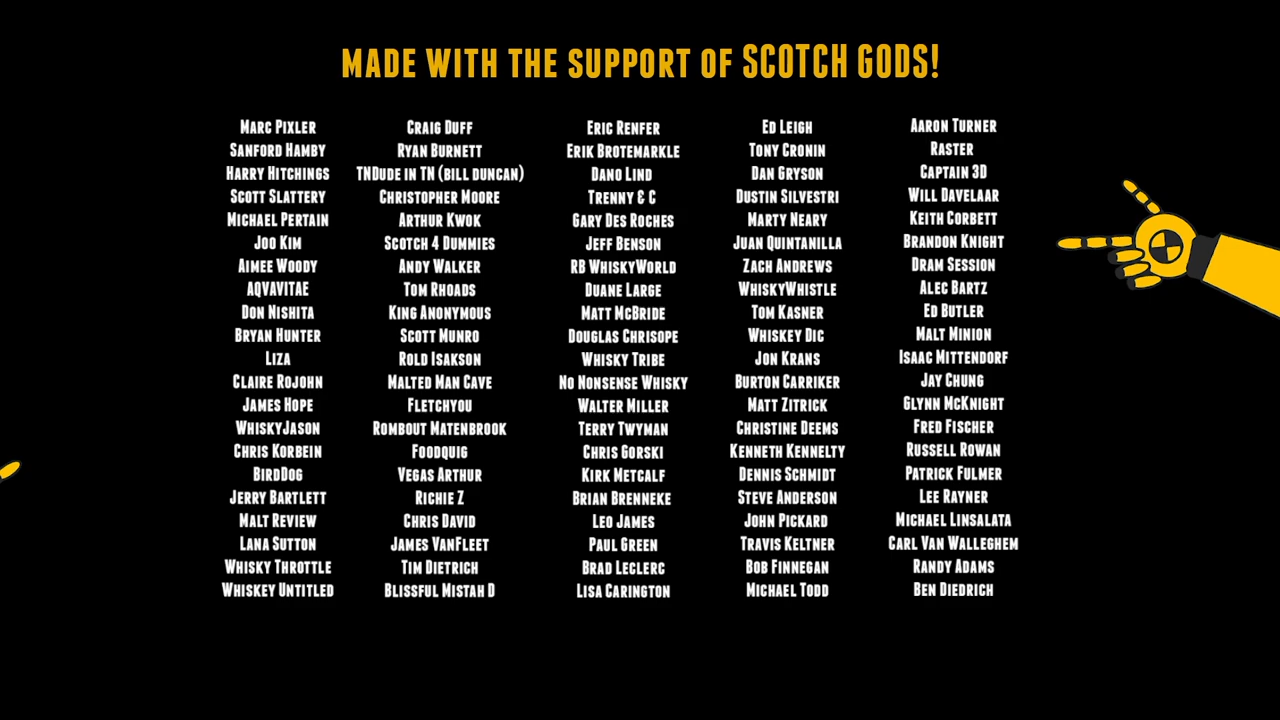 MADE WITH THE SUPPORT OF SCOTCH GODS!
MARC PIXLER
SANFORD HAMBY
HARRY HITCHINGS
SCOTT SLATTERY
MICHAEL PERTAIN
JOO KIM
AIMEE WOODY
AQVAVITAE
DON NISHITA
BRYAN HUNTER
LIZA
CLAIRE ROJOHN
JAMES HOPE
WHISKYJASON
CHRIS KORBEIN
BIRDDOG
JERRY BARTLETT
MALT REVIEW
LANA SUTTON
WHISKY THROTTLE
WHISKEY UNTITLED
CRAIG DUFF
RYAN BURNETT
TNDUDE IN TN (BILL DUNCAN)
CHRISTOPHER MOORE
ARTHUR KWOK
SCOTCH 4 DUMMIES
ANDY WALKER
TOM RHOADS
KING ANONYMOUS
SCOTT MUNRO
ROLD ISAKSON
MALTED MAN CAVE
FLETCHYOU
ROMBOUT MATENBROOK
FOODQUIG
VEGAS ARTHUR
RICHIE Z
CHRIS DAVID
JAMES VANFLEET
TIM DIETRICH
BLISSFUL MISTAH D
ERIC RENFER
ERIK BROTEMARKLE
DANO LIND
TRENNY & C
GARY DES ROCHES
JEFF BENSON
RB WHISKYWORLD
DUANE LARGE
MATT MCBRIDE
DOUGLAS CHRISOPE
WHISKY TRIBE
NO NONSENSE WHISKY
WALTER MILLER
TERRY TWYMAN
CHRIS GORSKI
KIRK METCALF
BRIAN BRENNEKE
LEO JAMES
PAUL GREEN
BRAD LECLERC
LISA CARINGTON
ED LEIGH
TONY CRONIN
DAN GRYSON
DUSTIN SILVESTRI
MARTY NEARY
JUAN QUINTANILLA
ZACH ANDREWS
WHISKYWHISTLE
TOM KASNER
WHISKEY DIC
JON KRANS
BURTON CARRIKER
MATT ZITRICK
CHRISTINE DEEMS
KENNETH KENNELTY
DENNIS SCHMIDT
STEVE ANDERSON
JOHN PICKARD
TRAVIS KELTNER
BOB FINNEGAN
MICHAEL TODD
AARON TURNER
RASTER
CAPTAIN 3D
WILL DAVELAAR
KEITH CORBETT
BRANDON KNIGHT
DRAM SESSION
ALEC BARTZ
ED BUTLER
MALT MINION
ISAAC MITTENDORF
JAY CHUNG
GLYNN MCKNIGHT
FRED FISCHER
RUSSELL ROWAN
PATRICK FULMER
LEE RAYNER
MICHAEL LINSALATA
CARL VAN WALLEGHEM
RANDY ADAMS
BEN DIEDRICH